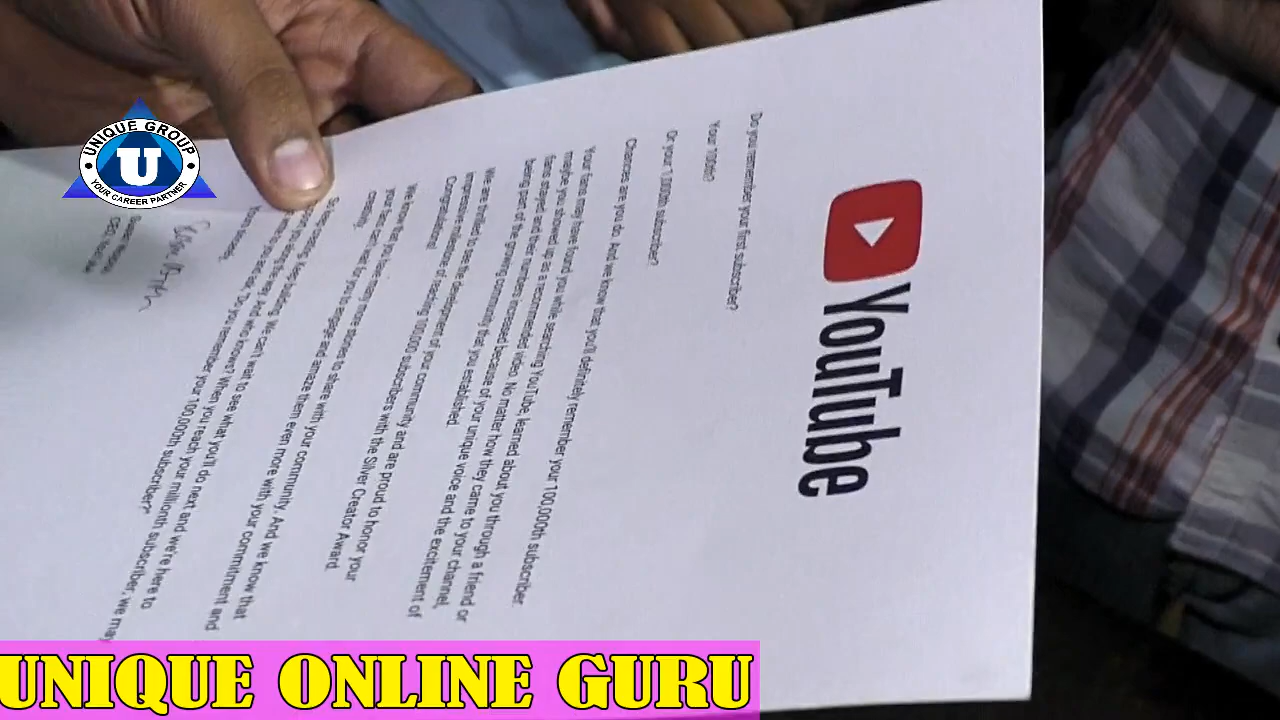 YouTube
Do you remember your first subscriber?
Your 100th?
Or your 1,000th subscriber?
Chances are you do. And we know that you'll definitely remember your 100,000th subscriber.
Your fans may have found you while searching YouTube, learned about you through a friend or
maybe you showed up as a recommended video. No matter how they came to your channel,
fans stayed and their numbers increased because of your unique voice and the excitement of
being part of the growing community that you established.
We are thrilled to see the development of your community and are proud to honor your
impressive milestone of reaching 100,000 subscribers with the Silver Creator Award.
Congratulations!
We know that you have many more stories to share with your community. And we know that
your fans can't wait for you to engage and amaze them even more with your commitment and
creativity.
So keep creating. Keep building. We can't wait to see what you'll do next and we're here to
along the way. And who knows? When you reach your millionth subscriber, we may
you and ask, "Do you remember your 100,000th subscriber?"
Yours sincerely,
Susan Wojcicki
CEO, YouTube
UNIQUE GROUP
U
YOUR CAREER PARTNER
UNIQUE ONLINE GURU